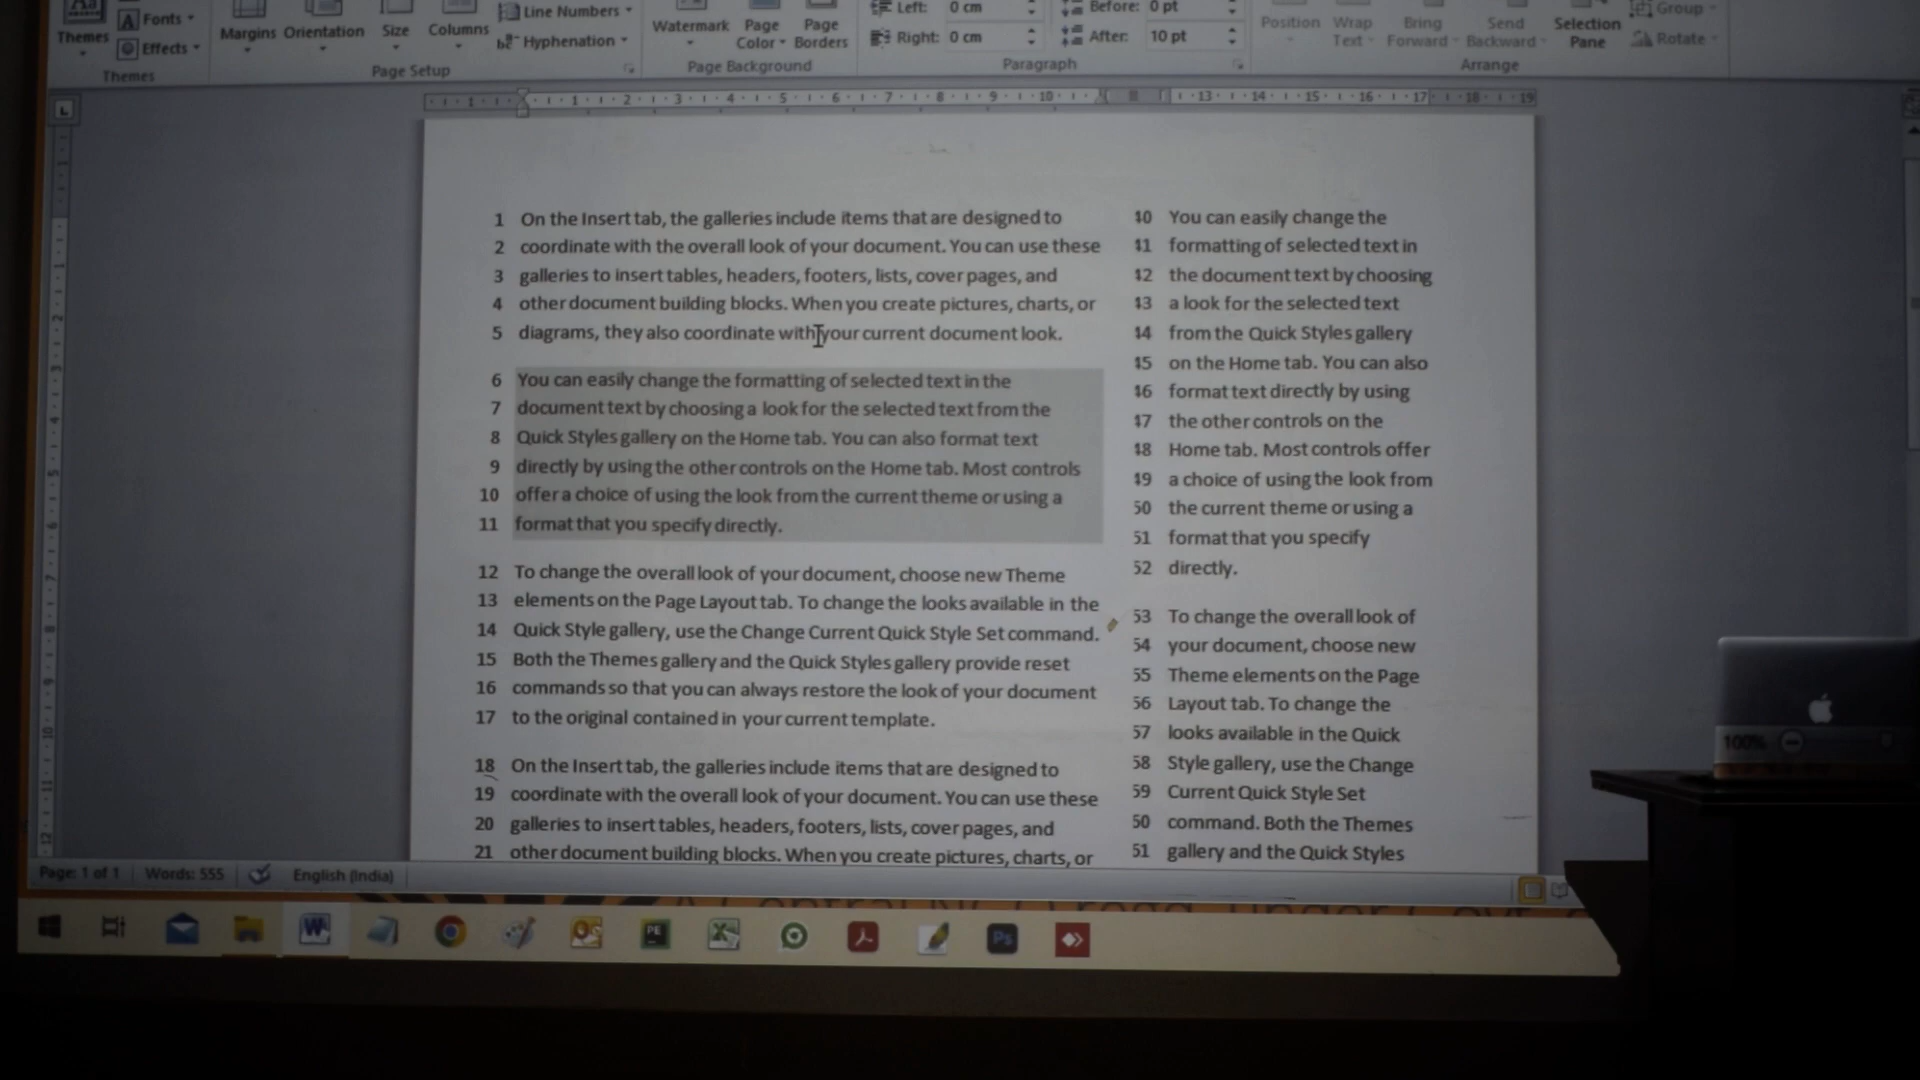 Themes
Fonts
Effects
Themes
Margins Orientation Size Columns
Line Numbers
Hyphenation
Page Setup
Watermark Page Color Page Borders
Page Background
Left: 0 cm
Right: 0 cm
Before: 0 pt
After: 10 pt
Paragraph
Position Wrap Text Bring Forward Send Backward Selection Pane
Group
Rotate
Arrange
1 On the Insert tab, the galleries include items that are designed to
2 coordinate with the overall look of your document. You can use these
3 galleries to insert tables, headers, footers, lists, cover pages, and
4 other document building blocks. When you create pictures, charts, or
5 diagrams, they also coordinate with your current document look.
6 You can easily change the formatting of selected text in the
7 document text by choosing a look for the selected text from the
8 Quick Styles gallery on the Home tab. You can also format text
9 directly by using the other controls on the Home tab. Most controls
10 offer a choice of using the look from the current theme or using a
11 format that you specify directly.
12 To change the overall look of your document, choose new Theme
13 elements on the Page Layout tab. To change the looks available in the
14 Quick Style gallery, use the Change Current Quick Style Set command.
15 Both the Themes gallery and the Quick Styles gallery provide reset
16 commands so that you can always restore the look of your document
17 to the original contained in your current template.
18 On the Insert tab, the galleries include items that are designed to
19 coordinate with the overall look of your document. You can use these
20 galleries to insert tables, headers, footers, lists, cover pages, and
21 other document building blocks. When you create pictures, charts, or
You can easily change the
formatting of selected text in
the document text by choosing
a look for the selected text
from the Quick Styles gallery
on the Home tab. You can also
format text directly by using
the other controls on the
Home tab. Most controls offer
a choice of using the look from
50 the current theme or using a
51 format that you specify
52 directly.
53 To change the overall look of
54 your document, choose new
55 Theme elements on the Page
56 Layout tab. To change the
57 looks available in the Quick
58 Style gallery, use the Change
59 Current Quick Style Set
50 command. Both the Themes
51 gallery and the Quick Styles
Page: 1 of 1 Words: 555 English (India)
100%